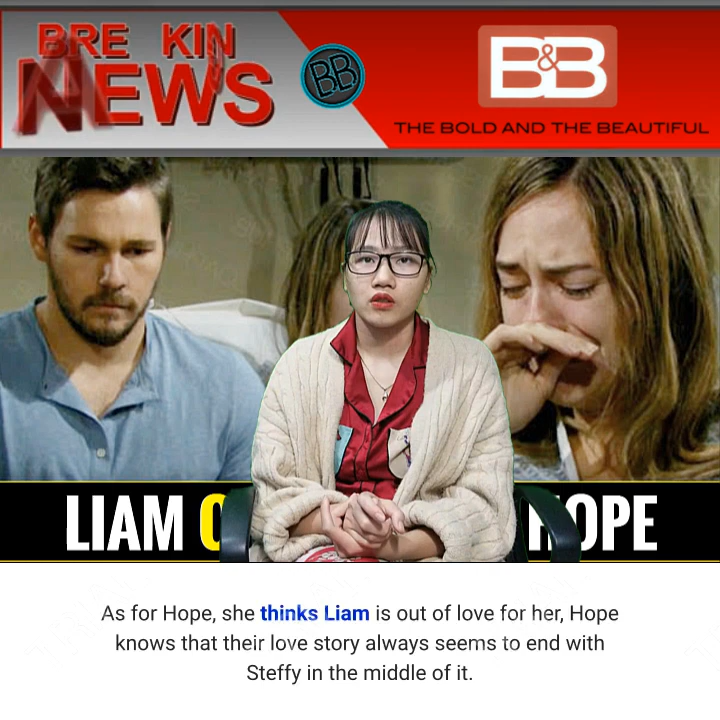 BRE KIN
NEWS
BB
B&B
THE BOLD AND THE BEAUTIFUL
LIAM
HOPE
As for Hope, she thinks Liam is out of love for her, Hope
knows that their love story always seems to end with
Steffy in the middle of it.